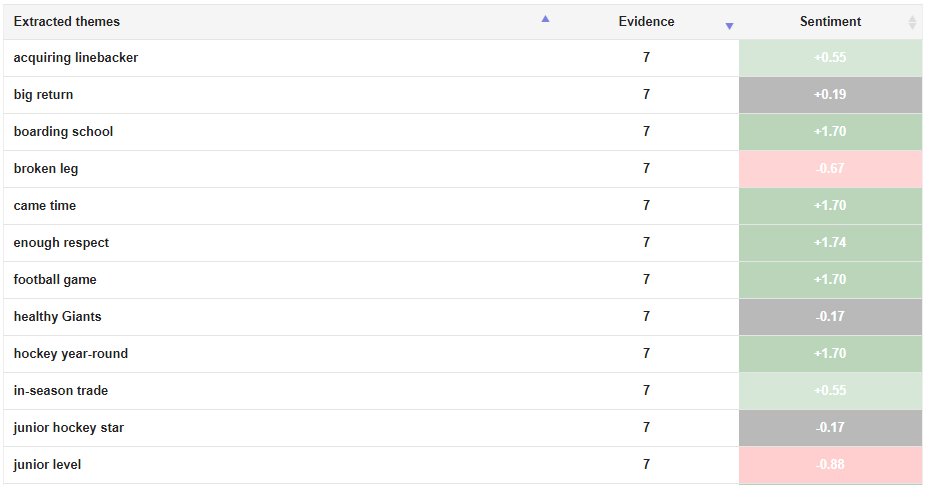 Extracted themes Evidence Sentiment
acquiring linebacker 7 +0.55
big return 7 +0.19
boarding school 7 +1.70
broken leg 7 -0.67
came time 7 +1.70
enough respect 7 +1.74
football game 7 +1.70
healthy Giants 7 -0.17
hockey year-round 7 +1.70
in-season trade 7 +0.55
junior hockey star 7 -0.17
junior level 7 -0.88